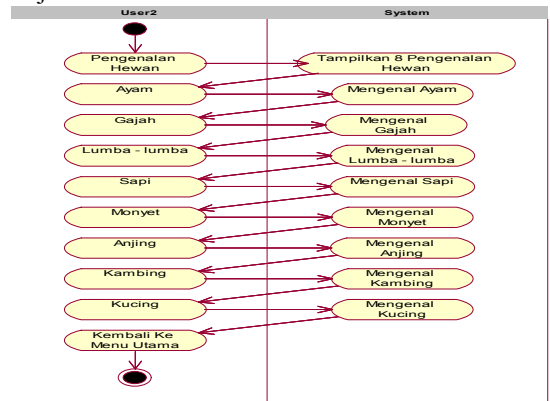 User2
System
Pengenalan
Hewan
Tampilkan 8 Pengenalan
Hewan
Ayam
Mengenal Ayam
Gajah
Mengenal
Gajah
Lumba - lumba
Mengenal
Lumba - lumba
Sapi
Mengenal Sapi
Monyet
Mengenal
Monyet
Anjing
Mengenal
Anjing
Kambing
Mengenal
Kambing
Kucing
Mengenal
Kucing
Kembali Ke
Menu Utama